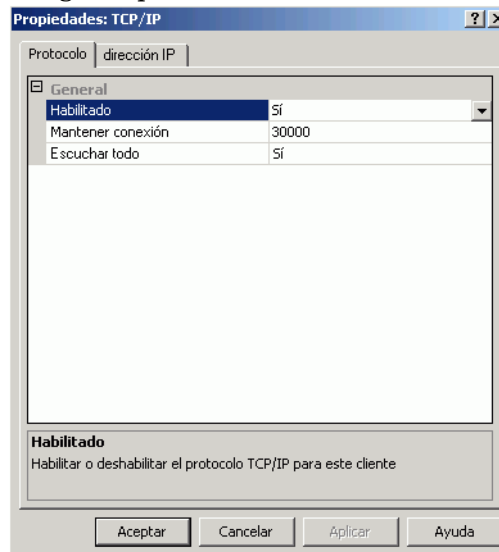 Propiedades: TCP/IP
Protocolo dirección IP
General
Habilitado Sí
Mantener conexión 30000
Escuchar todo Sí
Habilitado
Habilitar o deshabilitar el protocolo TCP/IP para este cliente
Aceptar Cancelar Aplicar Ayuda